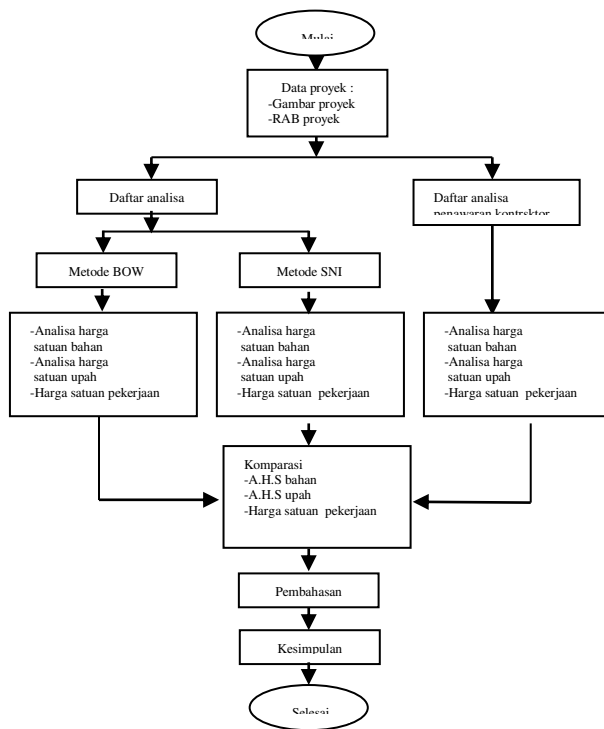 Mulai
Data proyek :
-Gambar proyek
-RAB proyek
Daftar analisa
Daftar analisa
penawaran kontrsktor
Metode BOW
Metode SNI
-Analisa harga
satuan bahan
-Analisa harga
satuan upah
-Harga satuan pekerjaan
-Analisa harga
satuan bahan
-Analisa harga
satuan upah
-Harga satuan  pekerjaan
-Analisa harga
satuan bahan
-Analisa harga
satuan upah
-Harga satuan  pekerjaan
Komparasi
-A.H.S bahan
-A.H.S upah
-Harga satuan  pekerjaan
Pembahasan
Kesimpulan
Selesai